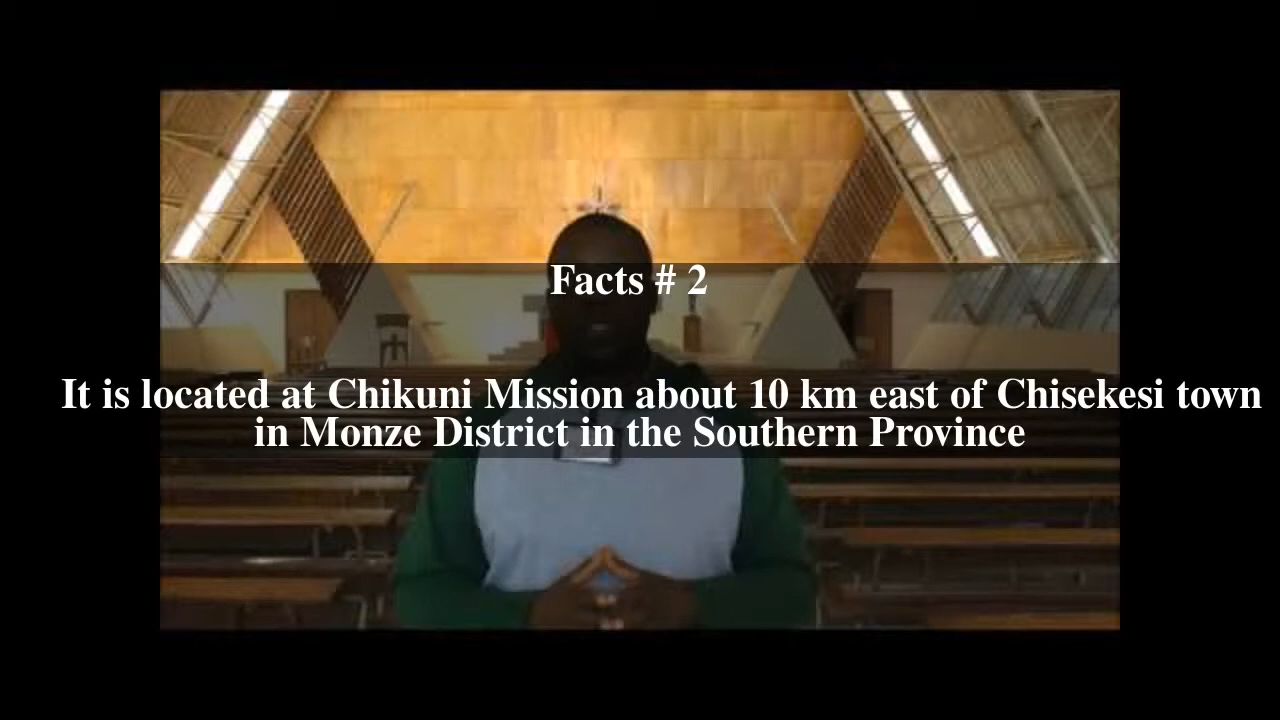 Facts # 2
It is located at Chikuni Mission about 10 km east of Chisekesi town
in Monze District in the Southern Province